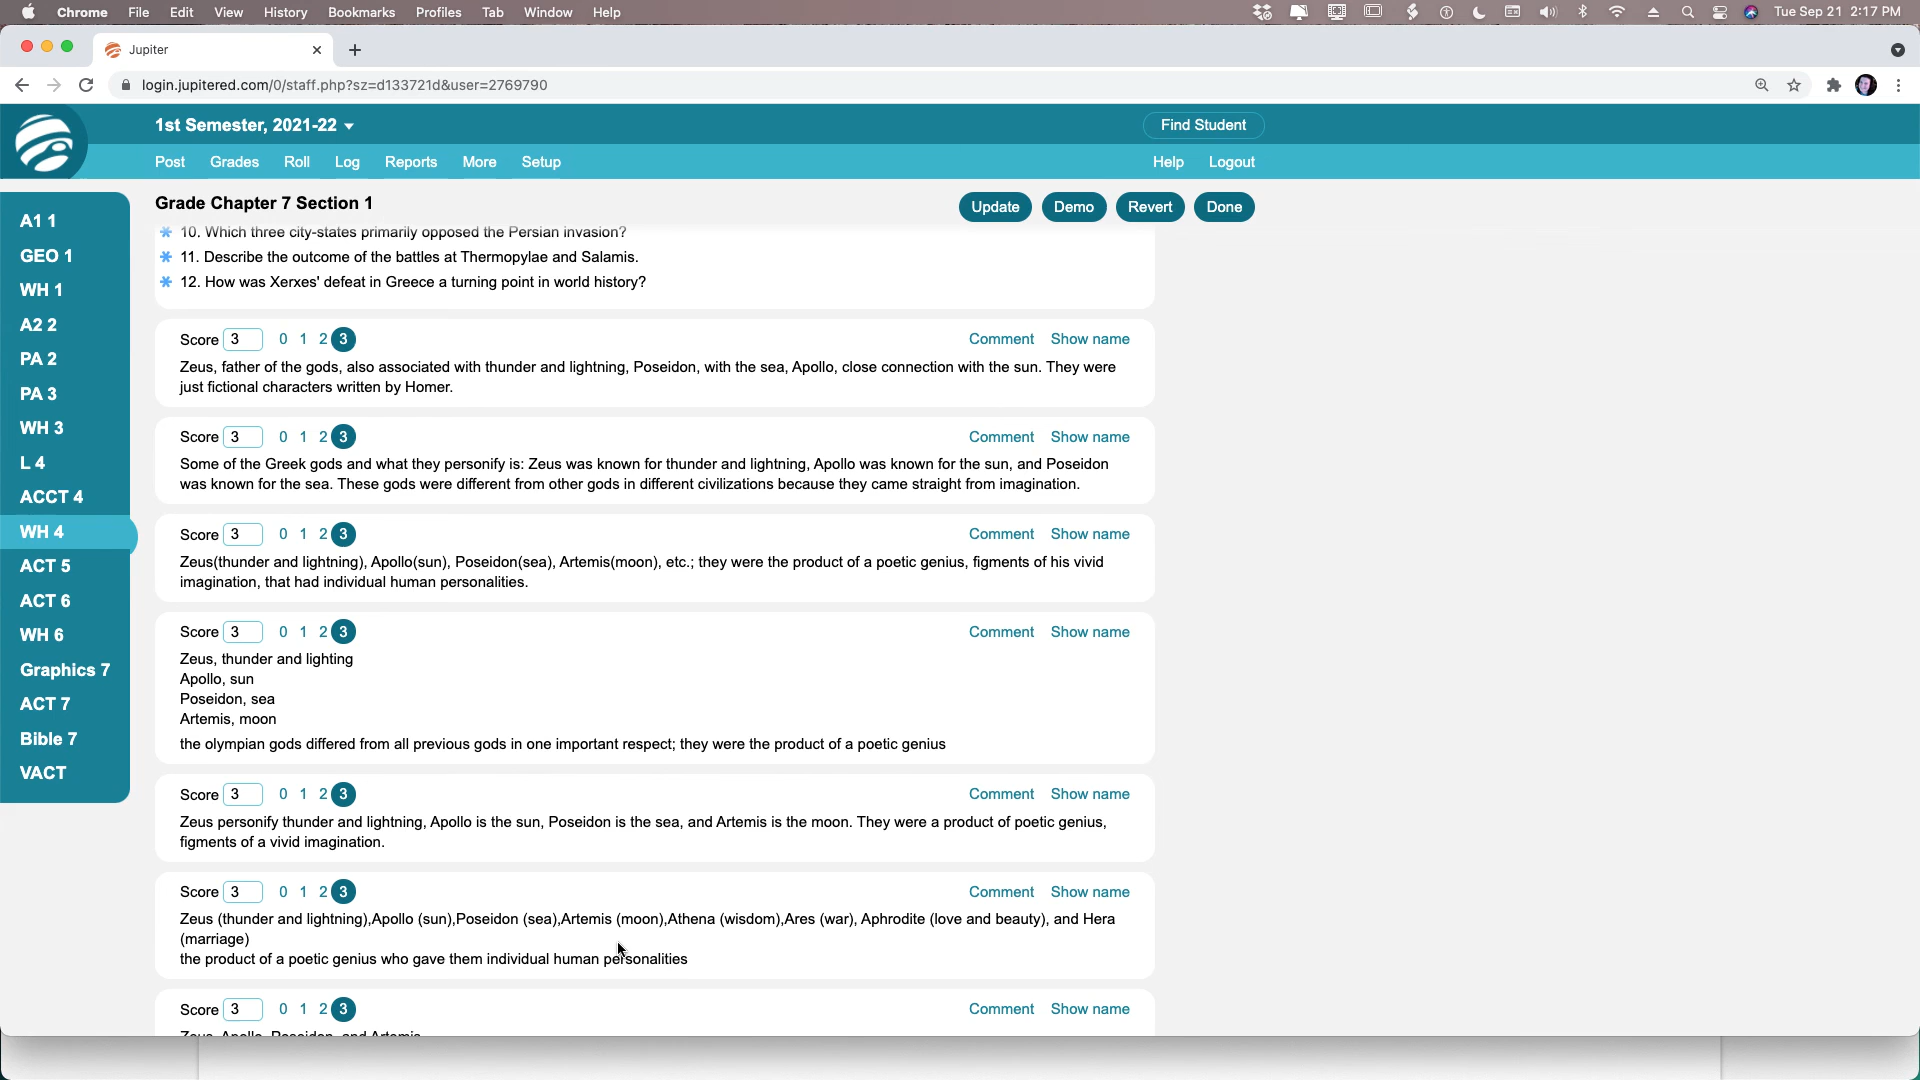 Chrome File Edit View History Bookmarks Profiles Tab Window Help Tue Sep 21 2:17 PM
Jupiter
login.jupitered.com/0/staff.php?sz=d133721d&user=2769790
1st Semester, 2021-22 Find Student
Post Grades Roll Log Reports More Setup Help Logout
A1 1
GEO 1
WH 1
A2 2
PA 2
PA 3
WH 3
L 4
ACCT 4
WH 4
ACT 5
ACT 6
WH 6
Graphics 7
ACT 7
Bible 7
VACT
Grade Chapter 7 Section 1 Update Demo Revert Done
* 10. Which three city-states primarily opposed the Persian invasion?
* 11. Describe the outcome of the battles at Thermopylae and Salamis.
* 12. How was Xerxes' defeat in Greece a turning point in world history?
Score 3 0 1 2 3 Comment Show name
Zeus, father of the gods, also associated with thunder and lightning, Poseidon, with the sea, Apollo, close connection with the sun. They were
just fictional characters written by Homer.
Score 3 0 1 2 3 Comment Show name
Some of the Greek gods and what they personify is: Zeus was known for thunder and lightning, Apollo was known for the sun, and Poseidon
was known for the sea. These gods were different from other gods in different civilizations because they came straight from imagination.
Score 3 0 1 2 3 Comment Show name
Zeus(thunder and lightning), Apollo(sun), Poseidon(sea), Artemis(moon), etc.; they were the product of a poetic genius, figments of his vivid
imagination, that had individual human personalities.
Score 3 0 1 2 3 Comment Show name
Zeus, thunder and lighting
Apollo, sun
Poseidon, sea
Artemis, moon
the olympian gods differed from all previous gods in one important respect; they were the product of a poetic genius
Score 3 0 1 2 3 Comment Show name
Zeus personify thunder and lightning, Apollo is the sun, Poseidon is the sea, and Artemis is the moon. They were a product of poetic genius,
figments of a vivid imagination.
Score 3 0 1 2 3 Comment Show name
Zeus (thunder and lightning),Apollo (sun),Poseidon (sea),Artemis (moon),Athena (wisdom),Ares (war), Aphrodite (love and beauty), and Hera
(marriage)
the product of a poetic genius who gave them individual human personalities
Score 3 0 1 2 3 Comment Show name
Zeus, Apollo, Poseidon, and Artemis